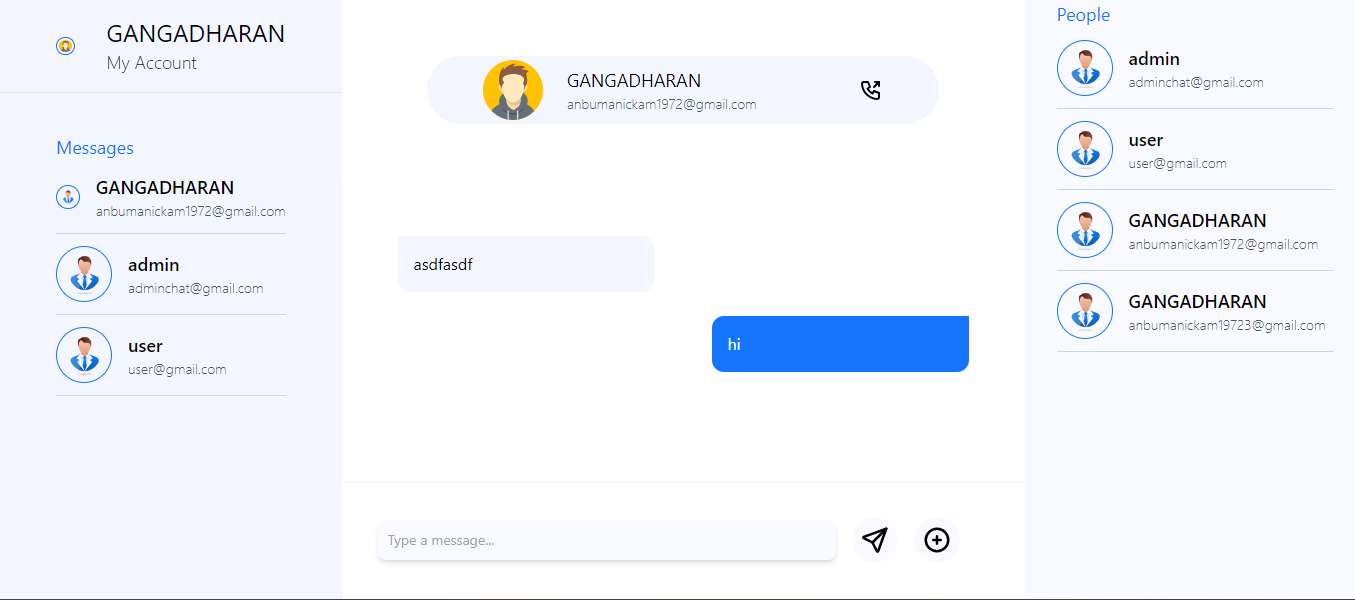 GANGADHARAN
My Account
Messages
GANGADHARAN
anbumanickam1972@gmail.com
admin
adminchat@gmail.com
user
user@gmail.com
GANGADHARAN
anbumanickam1972@gmail.com
asdfasdf
hi
Type a message...
People
admin
adminchat@gmail.com
user
user@gmail.com
GANGADHARAN
anbumanickam1972@gmail.com
GANGADHARAN
anbumanickam19723@gmail.com